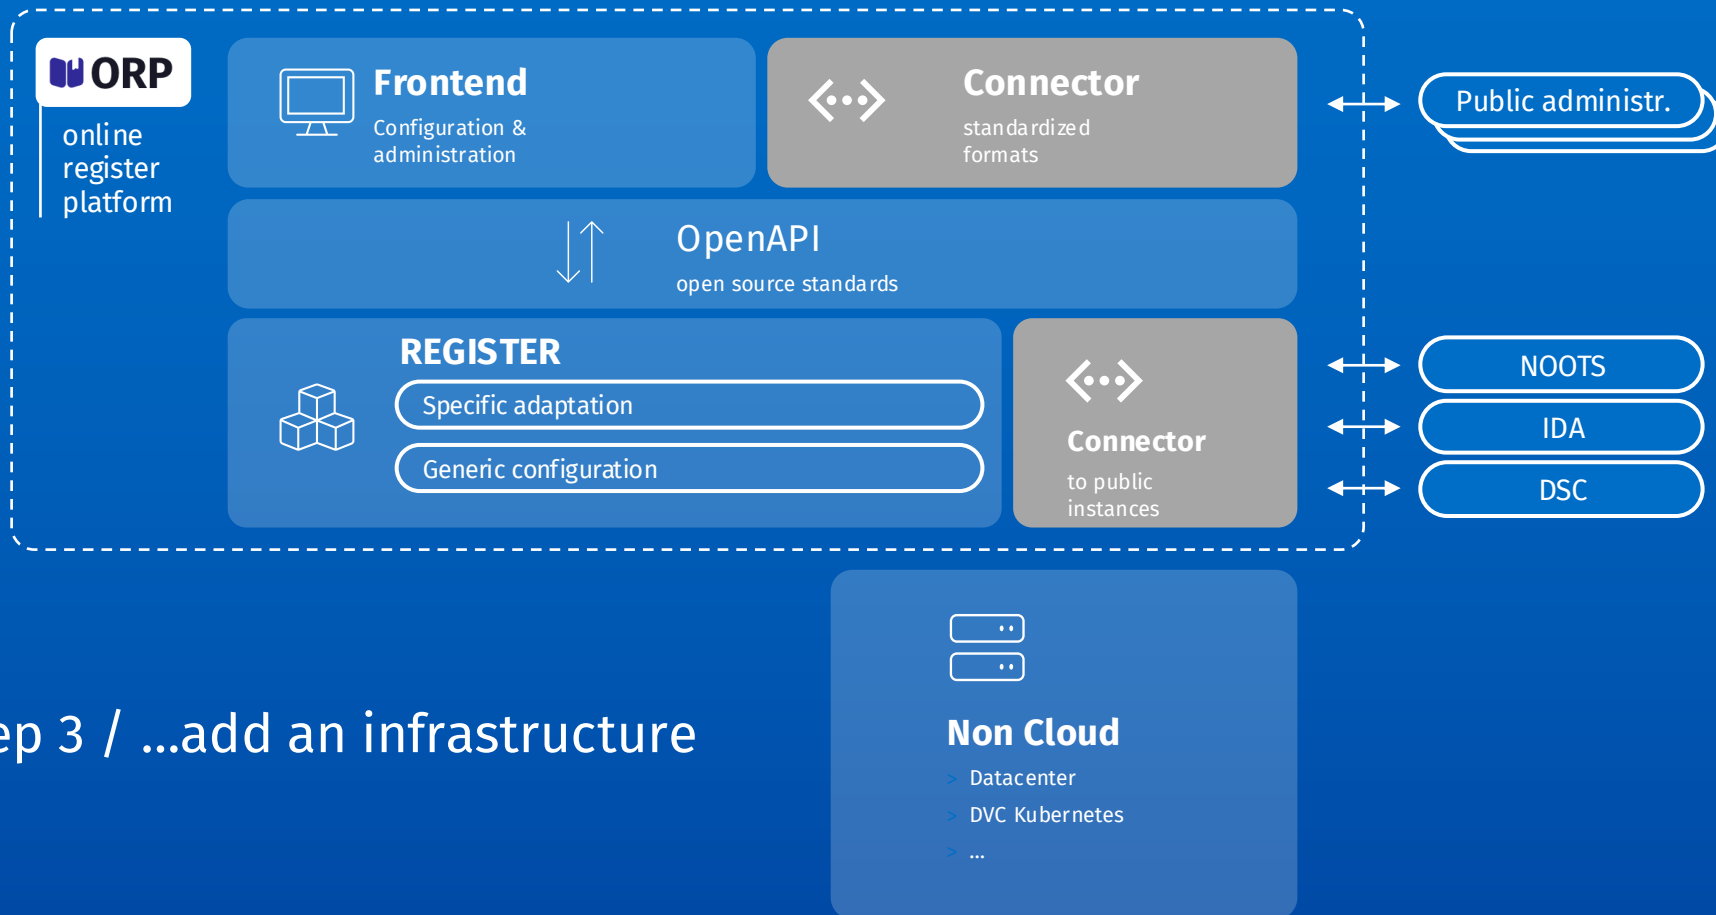 ORP
online
register
platform
Frontend
Configuration &
administration
Connector
standardized
formats
Public administr.
OpenAPI
open source standards
REGISTER
Specific adaptation
Generic configuration
Connector
to public
instances
NOOTS
IDA
DSC
ep 3 / ...add an infrastructure
Non Cloud
> Datacenter
> DVC Kubernetes
> ...